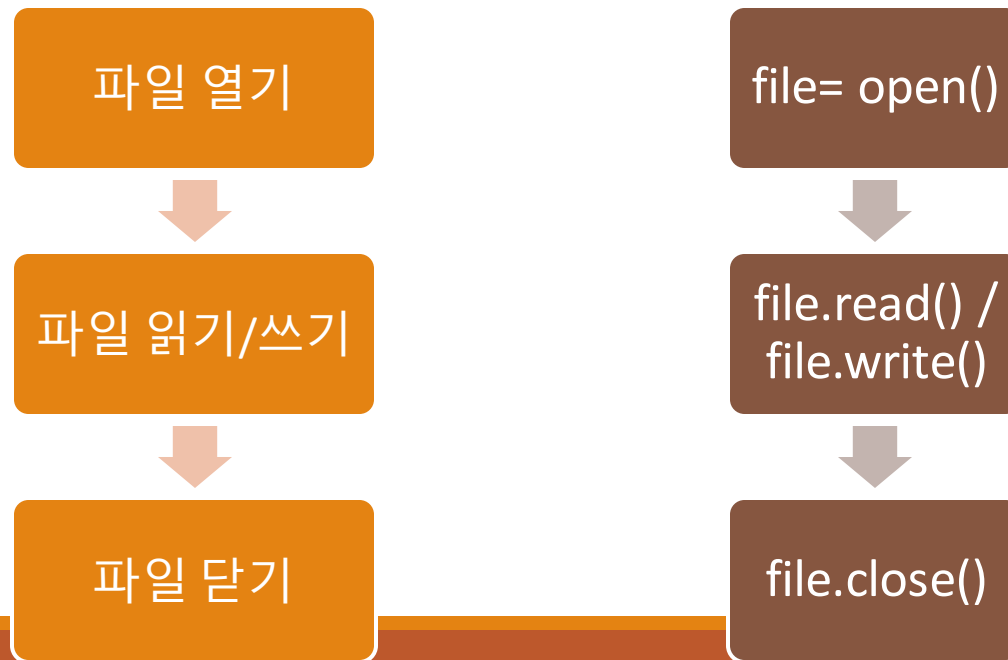 파일 열기
파일 읽기/쓰기
파일 닫기
file= open()
file.read() /
file.write()
file.close()